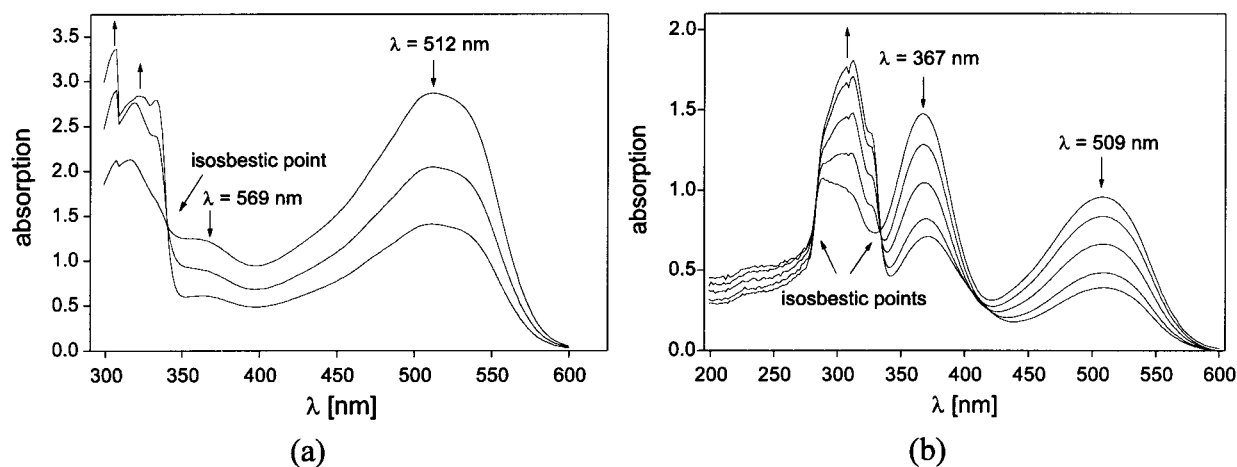 λ = 512 nm
isosbestic point
λ = 569 nm
absorption
3.5
3.0
2.5
2.0
1.5
1.0
0.5
0.0
300 350 400 450 500 550 600
λ [nm]
(a)
λ = 367 nm
λ = 509 nm
isosbestic points
absorption
2.0
1.5
1.0
0.5
0.0
200 250 300 350 400 450 500 550 600
λ [nm]
(b)